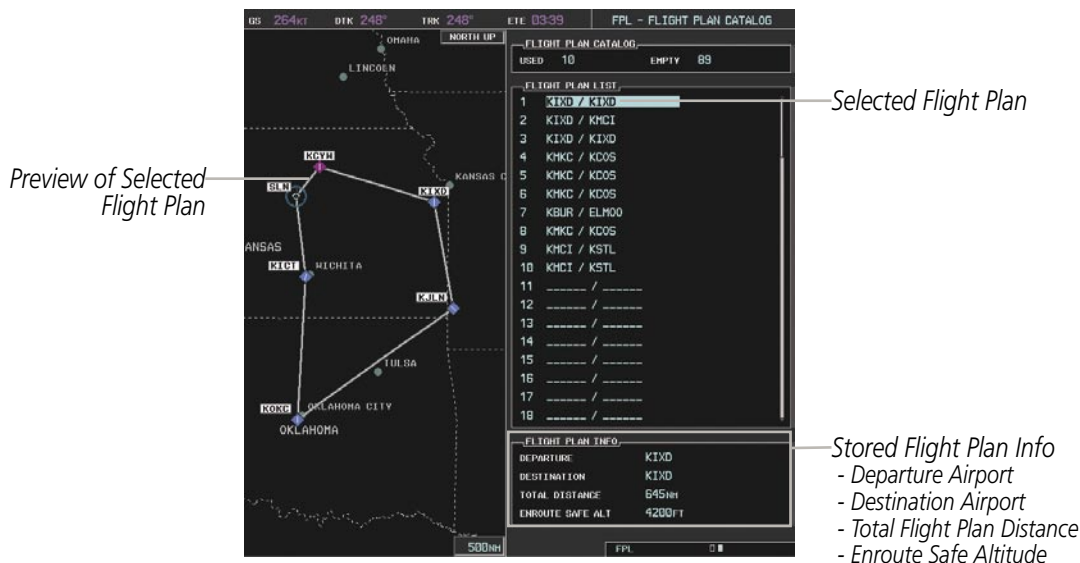 GS 264KT DTK 248° TRK 248° ETE 03:39 FPL - FLIGHT PLAN CATALOG
NORTH UP
OMAHA
LINCOLN
KGYW
SLN
KANSAS C
KIXD
ANSAS
KICT WICHITA
KJLN
TULSA
KOKC OKLAHOMA CITY
OKLAHOMA
500NM
Preview of Selected
Flight Plan
FLIGHT PLAN CATALOG
USED 10 EMPTY 89
FLIGHT PLAN LIST
1 KIXD / KIXD
2 KIXD / KMCI
3 KIXD / KIXD
4 KMKC / KCOS
5 KMKC / KCOS
6 KMKC / KCOS
7 KBUR / ELMOO
8 KMKC / KCOS
9 KMCI / KSTL
10 KMCI / KSTL
11 ______ / ______
12 ______ / ______
13 ______ / ______
14 ______ / ______
15 ______ / ______
16 ______ / ______
17 ______ / ______
18 ______ / ______
FLIGHT PLAN INFO
DEPARTURE KIXD
DESTINATION KIXD
TOTAL DISTANCE 645NM
ENROUTE SAFE ALT 4200FT
FPL
Selected Flight Plan
Stored Flight Plan Info
- Departure Airport
- Destination Airport
- Total Flight Plan Distance
- Enroute Safe Altitude